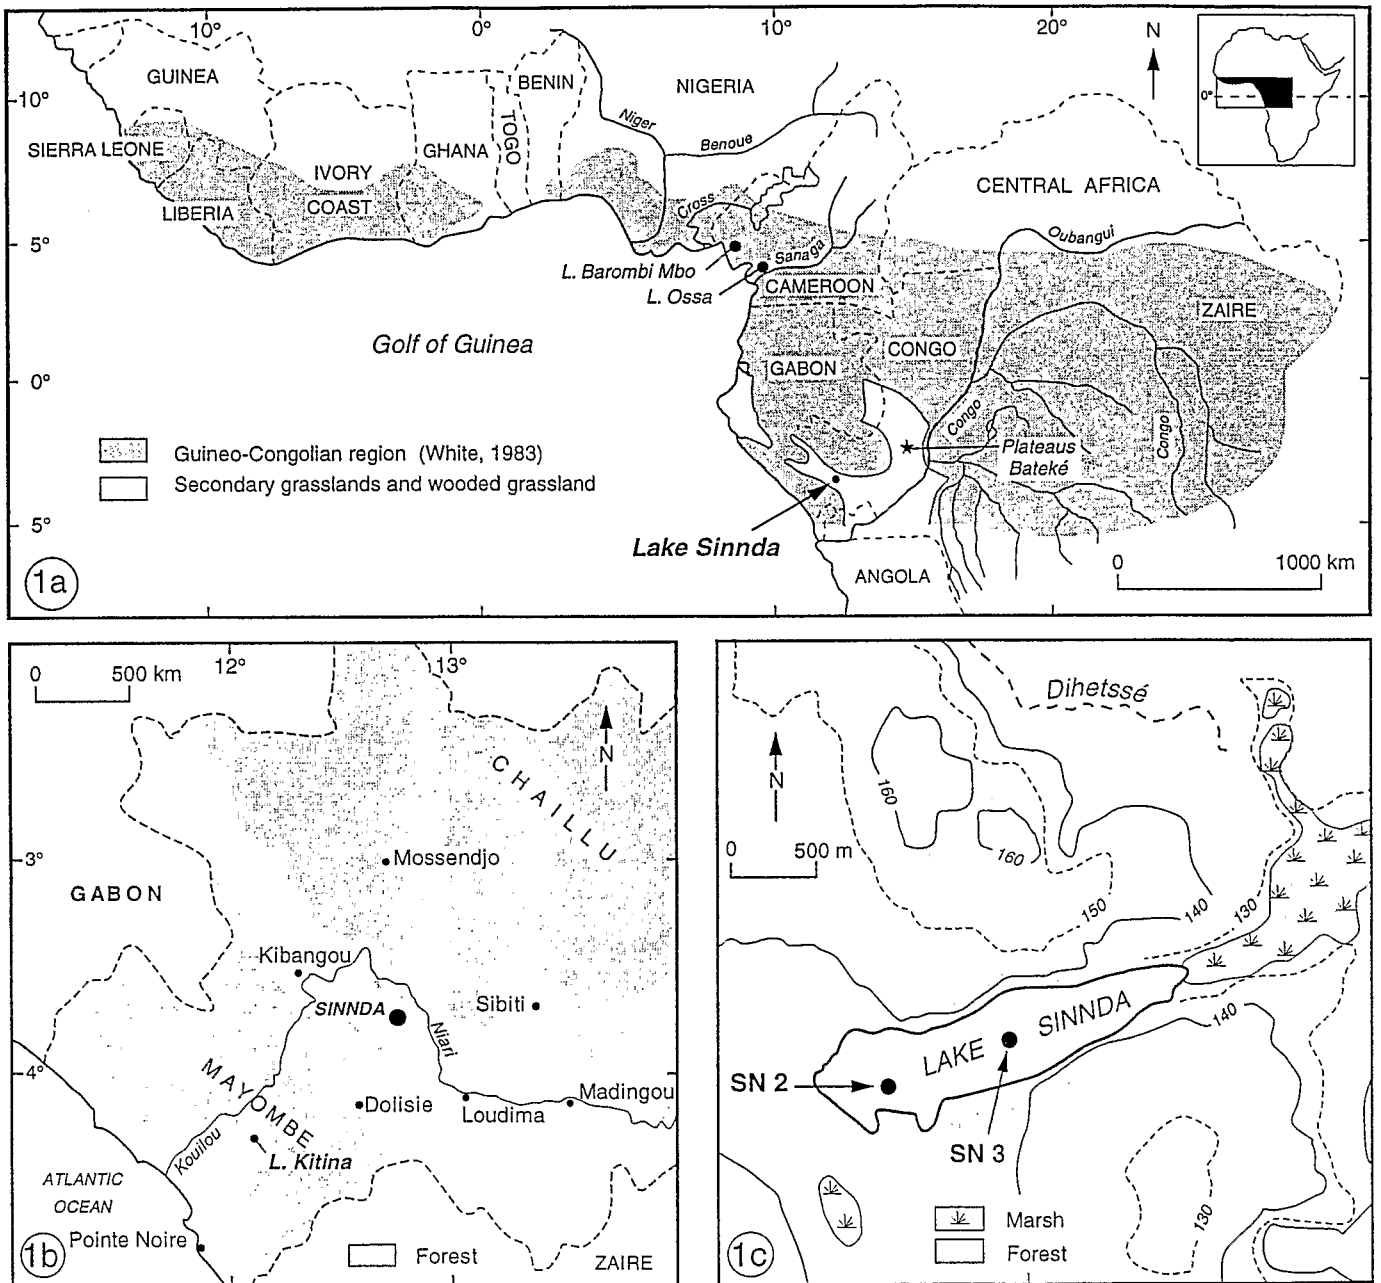 10°
0°
10°
20°
N
0°
GUINEA
BENIN
NIGERIA
10°
Niger
Benoue
TOGO
SIERRA LEONE
GHANA
IVORY
COAST
CENTRAL AFRICA
LIBERIA
Cross
5°
Oubangui
Sanaga
L. Barombi Mbo
L. Ossa
CAMEROON
ZAIRE
Golf of Guinea
CONGO
GABON
0°
Congo
Congo
Plateaus
Batéké
Guineo-Congolian region (White, 1983)
Secondary grasslands and wooded grassland
5°
Lake Sinnda
ANGOLA
0 1000 km
1a
0 500 km
12°
13°
N
CHAILLU
3°
Mossendjo
GABON
Kibangou
SINNDA
Sibiti
Niari
4°
MAYOMBE
Dolisie
Loudima
Madingou
Kouilou
L. Kitina
ATLANTIC
OCEAN
Pointe Noire
1b
Forest
ZAIRE
Dihetssé
N
160
160
0 500 m
150
140
130
LAKE SINNDA
140
SN 2
SN 3
130
Marsh
Forest
1c